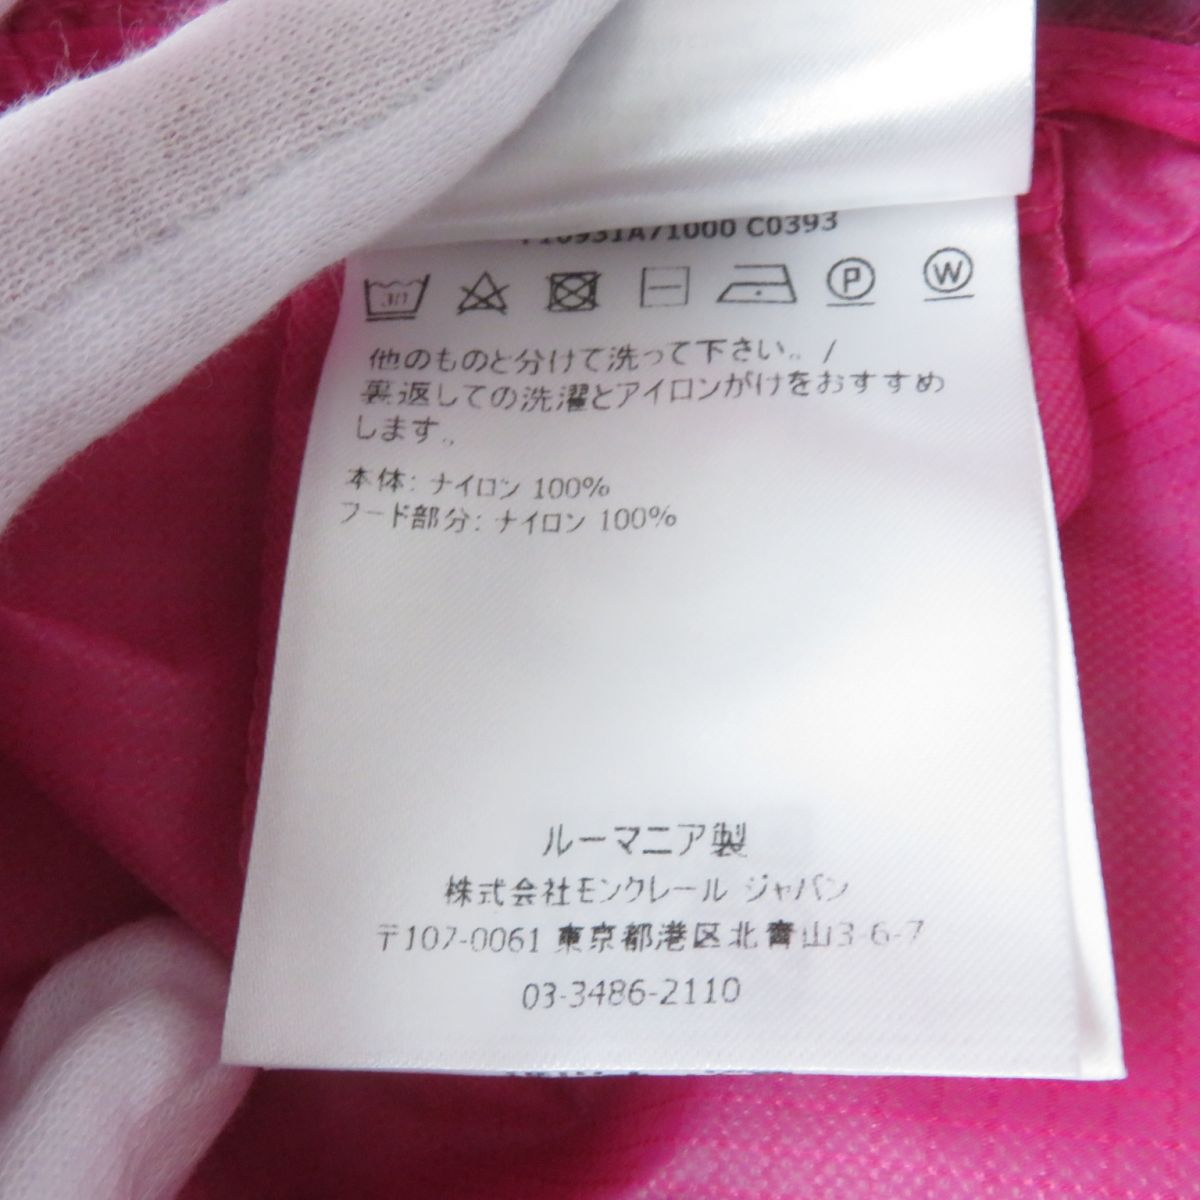 C0393
30
P
W
他のものと分けて洗って下さい。/
裏返しての洗濯とアイロンがけをおすすめ
します。
本体: ナイロン 100%
フード部分: ナイロン 100%
ルーマニア製
株式会社モンクレール ジャパン
〒107-0061 東京都港区北青山3-6-7
03-3486-2110